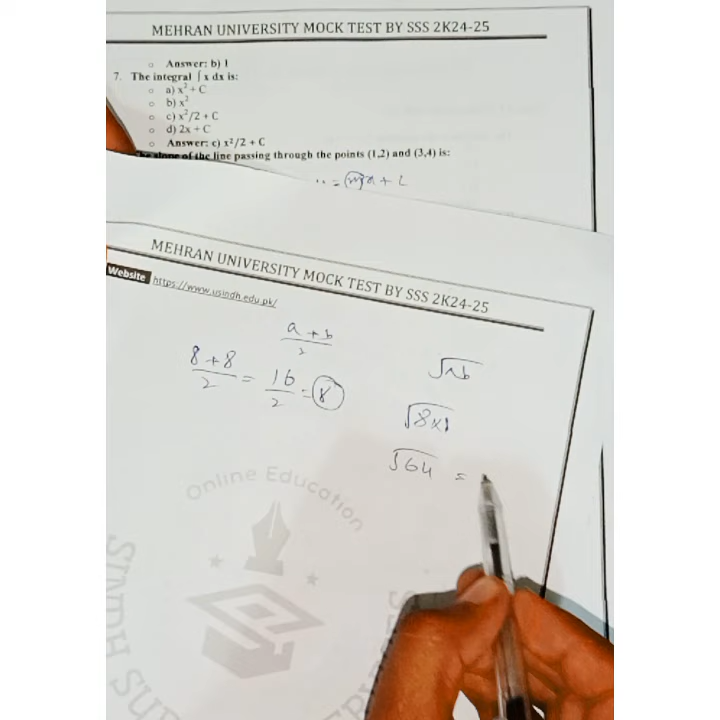 MEHRAN UNIVERSITY MOCK TEST BY SSS 2K24-25
Answer: b) 1
7. The integral ∫ x dx is:
a) x² + C
b) x²
c) x²/2 + C
d) 2x + C
Answer: c) x²/2 + C
slope of the line passing through the points (1,2) and (3,4) is:
MEHRAN UNIVERSITY MOCK TEST BY SSS 2K24-25
Website https://www.usindh.edu.pk/
a + b
2
8 + 8 / 2 = 16 / 2 = 8
√ab
√8×
√64 =
Online Education
SINDH